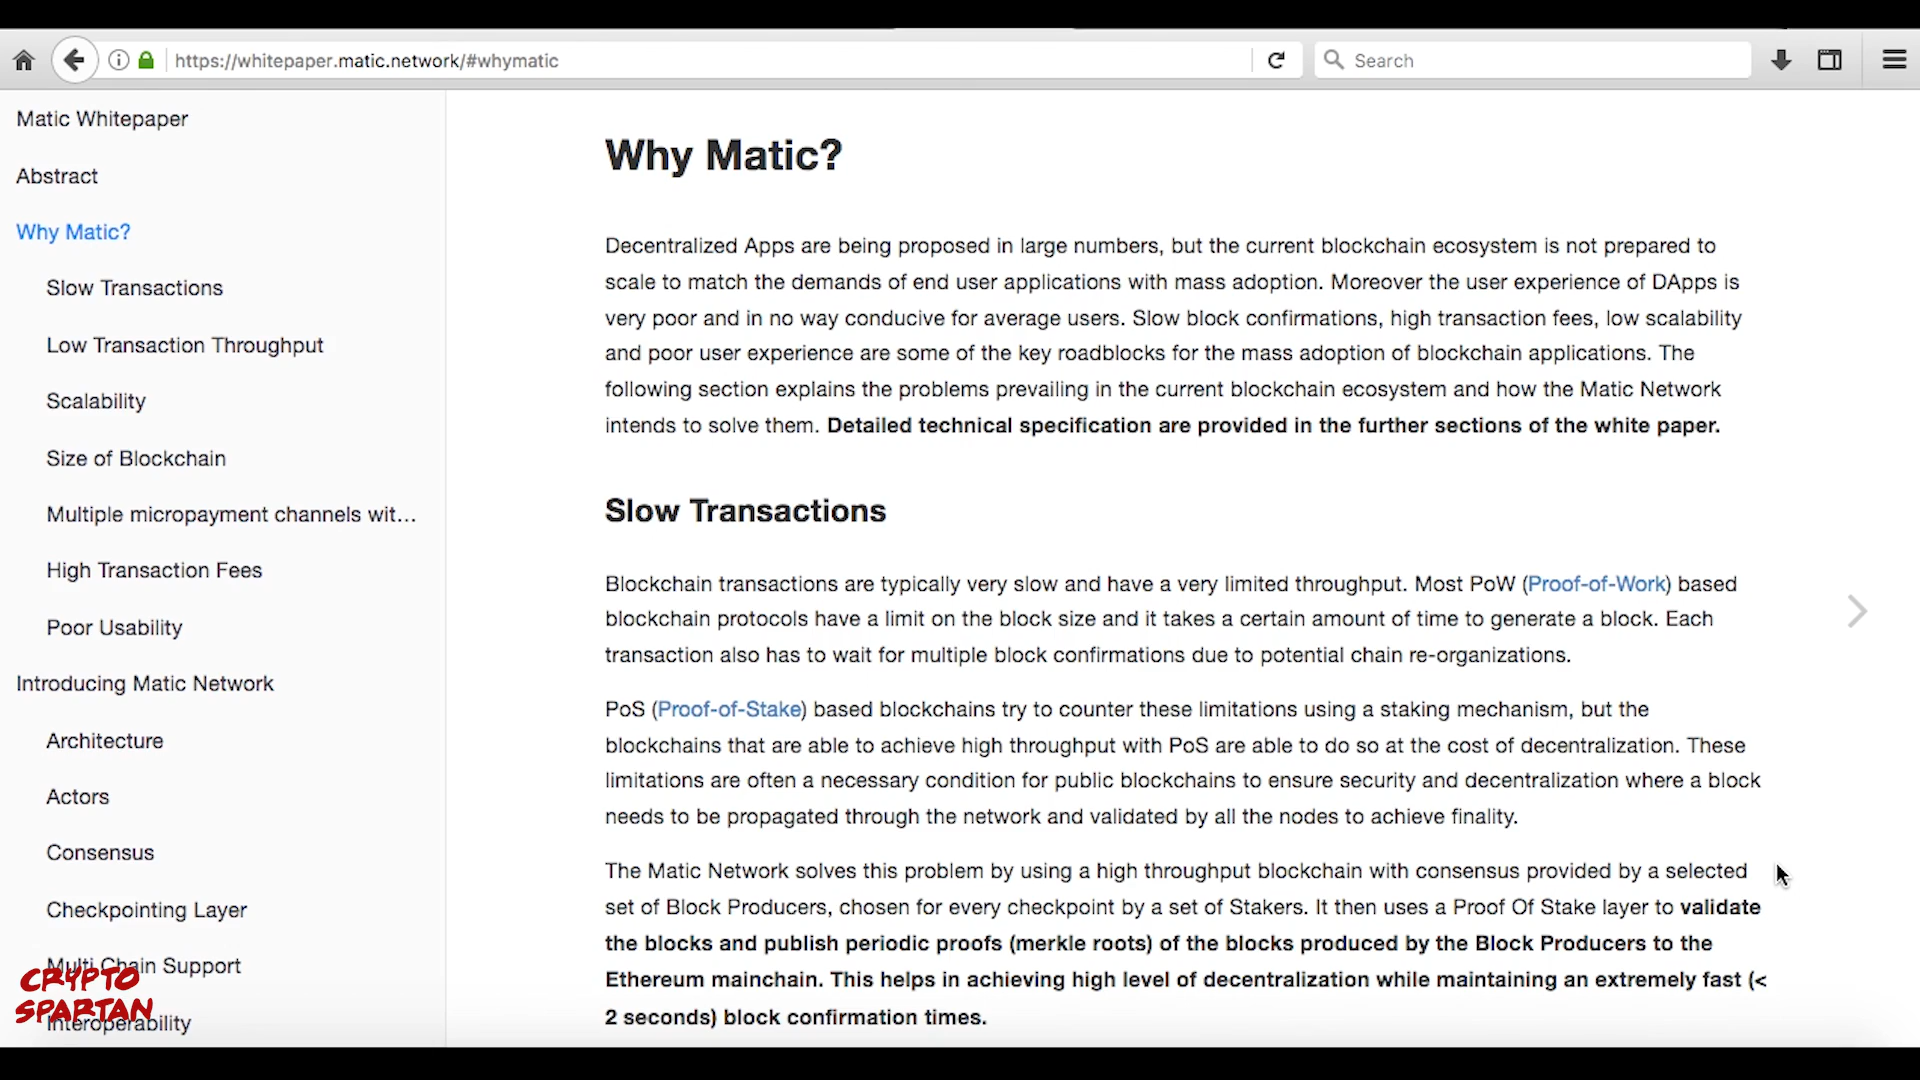 https://whitepaper.matic.network/#whymatic
Search
Matic Whitepaper
Abstract
Why Matic?
Slow Transactions
Low Transaction Throughput
Scalability
Size of Blockchain
Multiple micropayment channels wit...
High Transaction Fees
Poor Usability
Introducing Matic Network
Architecture
Actors
Consensus
Checkpointing Layer
Multi Chain Support
Interoperability
CRYPTO
SPARTAN
Why Matic?
Decentralized Apps are being proposed in large numbers, but the current blockchain ecosystem is not prepared to
scale to match the demands of end user applications with mass adoption. Moreover the user experience of DApps is
very poor and in no way conducive for average users. Slow block confirmations, high transaction fees, low scalability
and poor user experience are some of the key roadblocks for the mass adoption of blockchain applications. The
following section explains the problems prevailing in the current blockchain ecosystem and how the Matic Network
intends to solve them. Detailed technical specification are provided in the further sections of the white paper.
Slow Transactions
Blockchain transactions are typically very slow and have a very limited throughput. Most PoW (Proof-of-Work) based
blockchain protocols have a limit on the block size and it takes a certain amount of time to generate a block. Each
transaction also has to wait for multiple block confirmations due to potential chain re-organizations.
PoS (Proof-of-Stake) based blockchains try to counter these limitations using a staking mechanism, but the
blockchains that are able to achieve high throughput with PoS are able to do so at the cost of decentralization. These
limitations are often a necessary condition for public blockchains to ensure security and decentralization where a block
needs to be propagated through the network and validated by all the nodes to achieve finality.
The Matic Network solves this problem by using a high throughput blockchain with consensus provided by a selected
set of Block Producers, chosen for every checkpoint by a set of Stakers. It then uses a Proof Of Stake layer to validate
the blocks and publish periodic proofs (merkle roots) of the blocks produced by the Block Producers to the
Ethereum mainchain. This helps in achieving high level of decentralization while maintaining an extremely fast (<
2 seconds) block confirmation times.